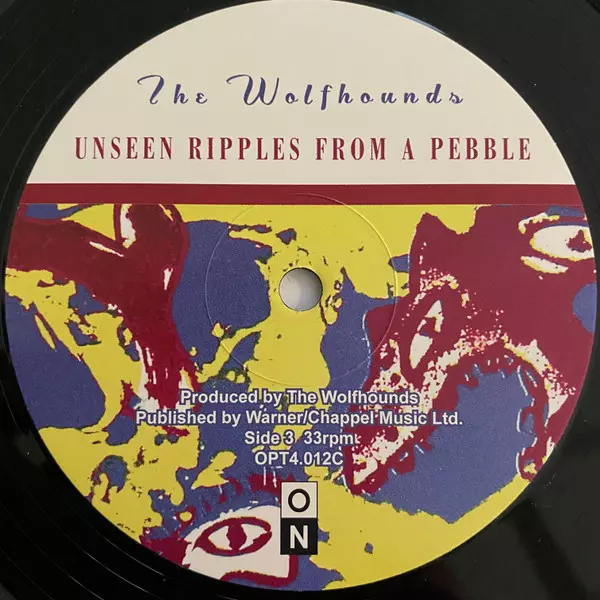 The Wolfhounds
UNSEEN RIPPLES FROM A PEBBLE
Produced by The Wolfhounds
Published by Warner/Chappel Music Ltd.
Side 3 33rpm
OPT4.012C
O
N